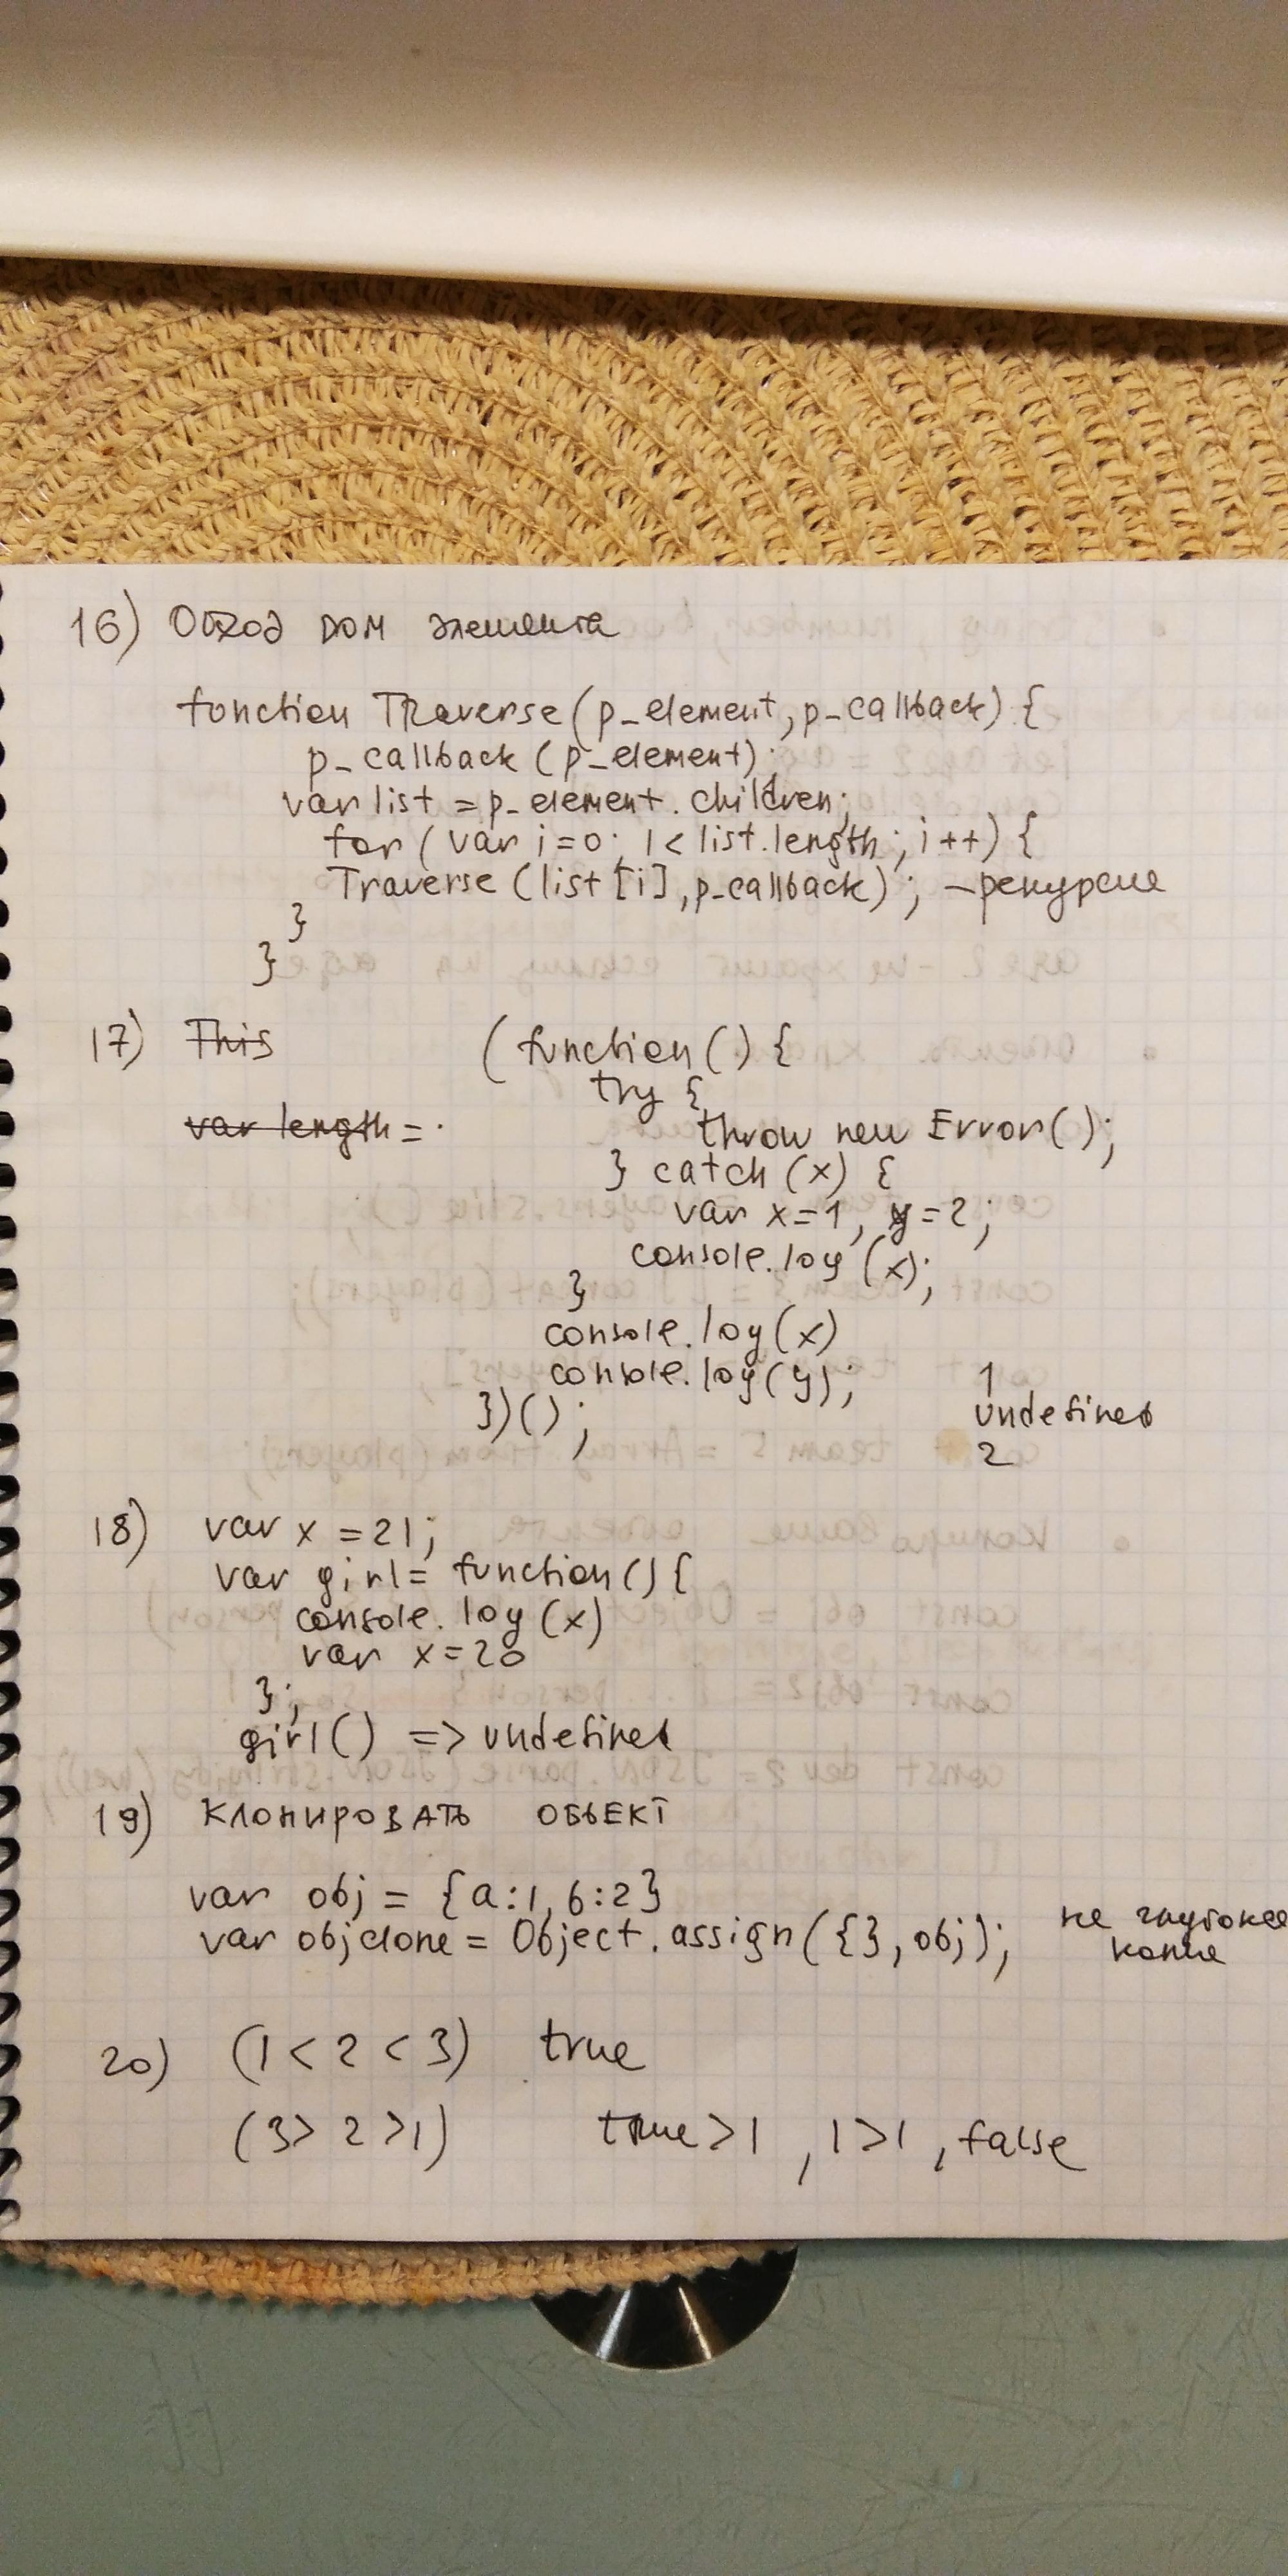 16) Обход DOM элемента
function Traverse(p_element, p_callback) {
p_callback (p_element);
var list = p_element.children;
for (var i=0; i < list.length; i++) {
Traverse (list [i], p_callback); - рекурсия
}
}
17) This (function () {
try {
var length = · throw new Error();
} catch (x) {
var x=1, y=2;
console.log (x);
}
console.log(x)
console.log(y); 1
})(); undefined
2
18) var x = 21;
var girl = function () {
console.log (x)
var x = 20
};
girl () => undefined
19) КЛОНИРОВАТЬ ОБЪЕКТ
var obj = {a:1, b:2}
var objclone = Object.assign({}, obj); не глубокая
копия
20) (1 < 2 < 3) true
(3 > 2 > 1) true > 1, 1 > 1, false